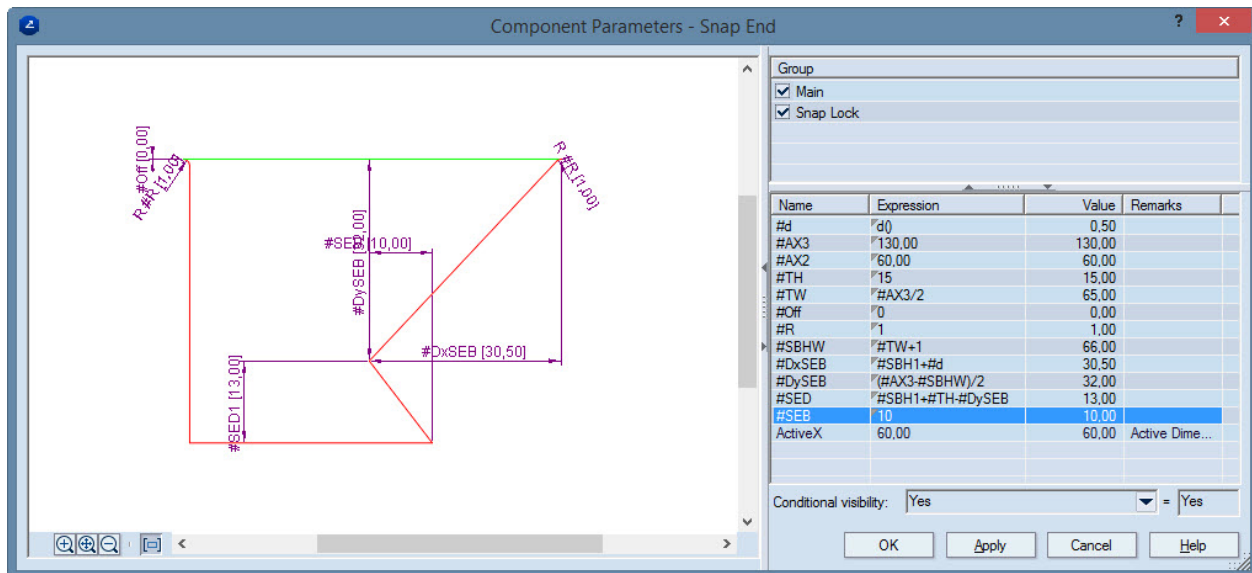 Component Parameters - Snap End
?
×
#Off [0,00]
R #R [1,00]
R #R [1,00]
#SEB [10,00]
#DySEB [32,00]
#DxSEB [30,50]
#SED1 [13,00]
Group
Main
Snap Lock
Name Expression Value Remarks
#d d() 0,50
#AX3 130,00 130,00
#AX2 60,00 60,00
#TH 15 15,00
#TW #AX3/2 65,00
#Off 0 0,00
#R 1 1,00
#SBHW #TW+1 66,00
#DxSEB #SBH1+#d 30,50
#DySEB (#AX3-#SBHW)/2 32,00
#SED #SBH1+#TH-#DySEB 13,00
#SEB 10 10,00
ActiveX 60,00 60,00 Active Dime...
Conditional visibility: Yes = Yes
OK Apply Cancel Help